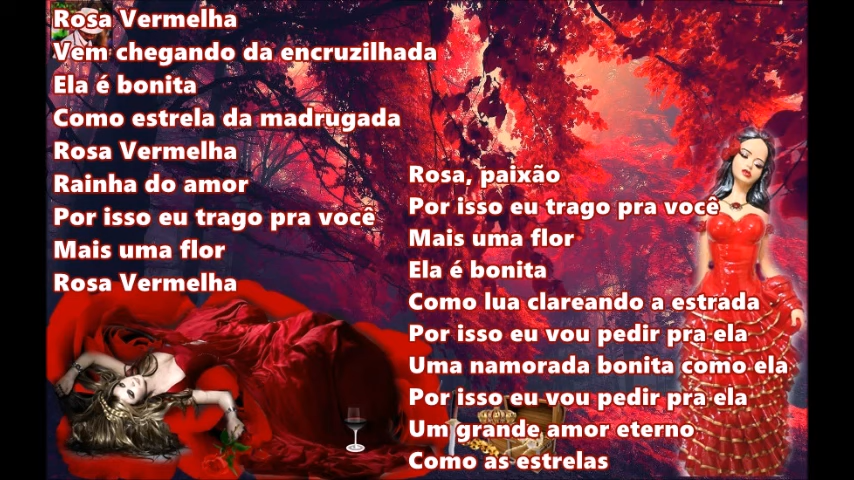 Rosa Vermelha
Vem chegando da encruzilhada
Ela é bonita
Como estrela da madrugada
Rosa Vermelha
Rainha do amor
Por isso eu trago pra você
Mais uma flor
Rosa Vermelha
Rosa, paixão
Por isso eu trago pra você
Mais uma flor
Ela é bonita
Como lua clareando a estrada
Por isso eu vou pedir pra ela
Uma namorada bonita como ela
Por isso eu vou pedir pra ela
Um grande amor eterno
Como as estrelas